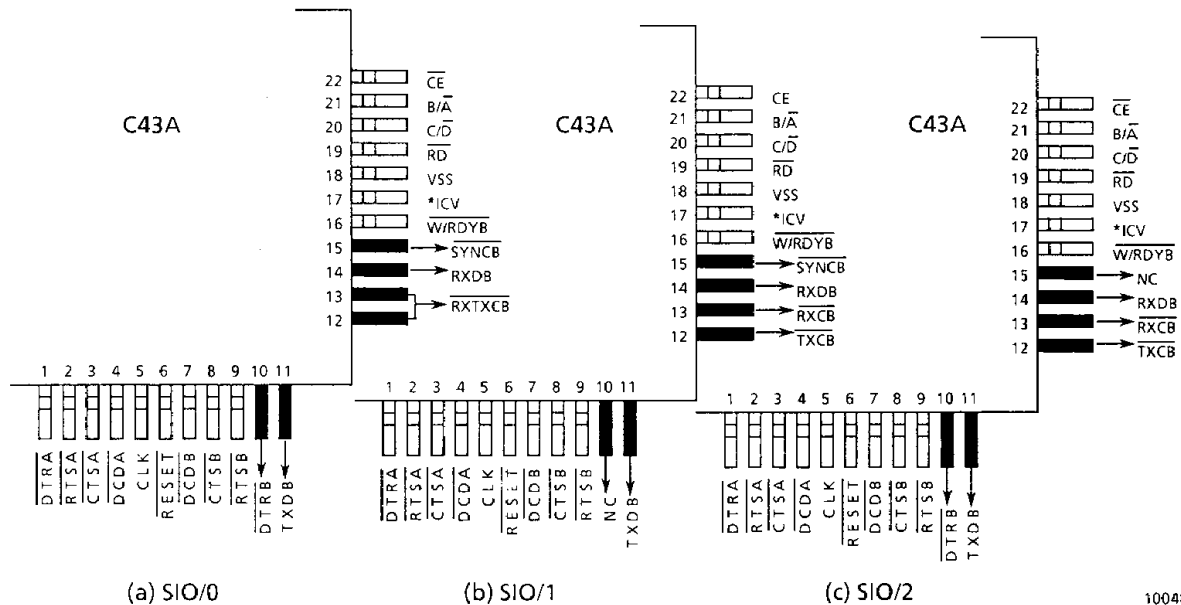 C43A
22 CE
21 B/A
20 C/D
19 RD
18 VSS
17 *ICV
16 W/RDYB
15 SYNCB
14 RXDB
13 RXTXCB
12
1 2 3 4 5 6 7 8 9 10 11
DTRA
RTSA
CTSA
DCDA
CLK
RESET
DCDB
CTSB
RTSB
DTRB
TXDB
(a) SIO/0
C43A
22 CE
21 B/A
20 C/D
19 RD
18 VSS
17 *ICV
16 W/RDYB
15 SYNCB
14 RXDB
13 RXCB
12 TXCB
1 2 3 4 5 6 7 8 9 10 11
DTRA
RTSA
CTSA
DCDA
CLK
RESET
DCDB
CTSB
RTSB
NC
TXDB
(b) SIO/1
C43A
22 CE
21 B/A
20 C/D
19 RD
18 VSS
17 *ICV
16 W/RDYB
15 NC
14 RXDB
13 RXCB
12 TXCB
1 2 3 4 5 6 7 8 9 10 11
DTRA
RTSA
CTSA
DCDA
CLK
RESET
DCDB
CTSB
RTSB
DTRB
TXDB
(c) SIO/2